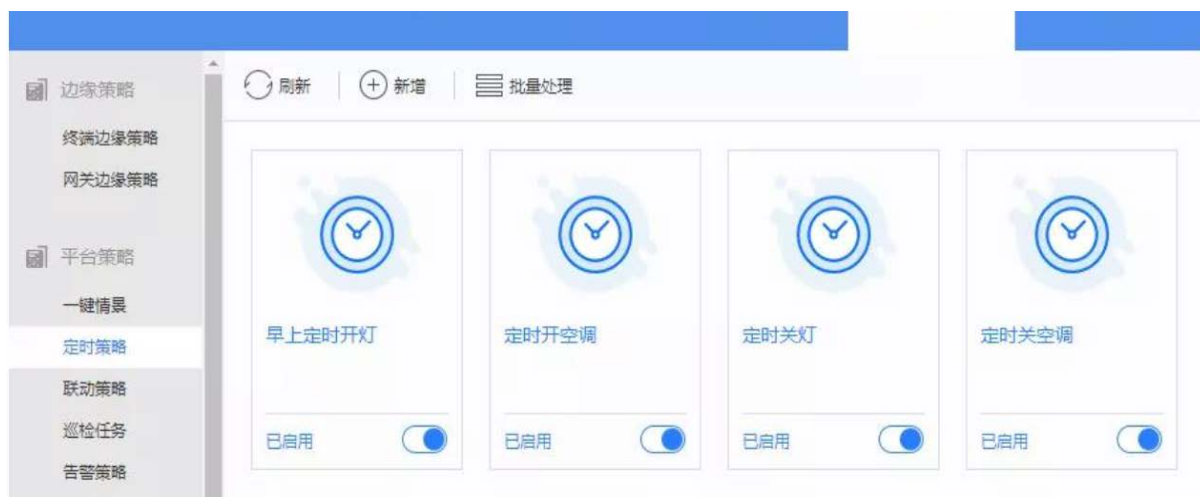 边缘策略
终端边缘策略
网关边缘策略
平台策略
一键情景
定时策略
联动策略
巡检任务
告警策略
刷新 新增 批量处理
早上定时开灯 定时开空调 定时关灯 定时关空调
已启用 已启用 已启用 已启用